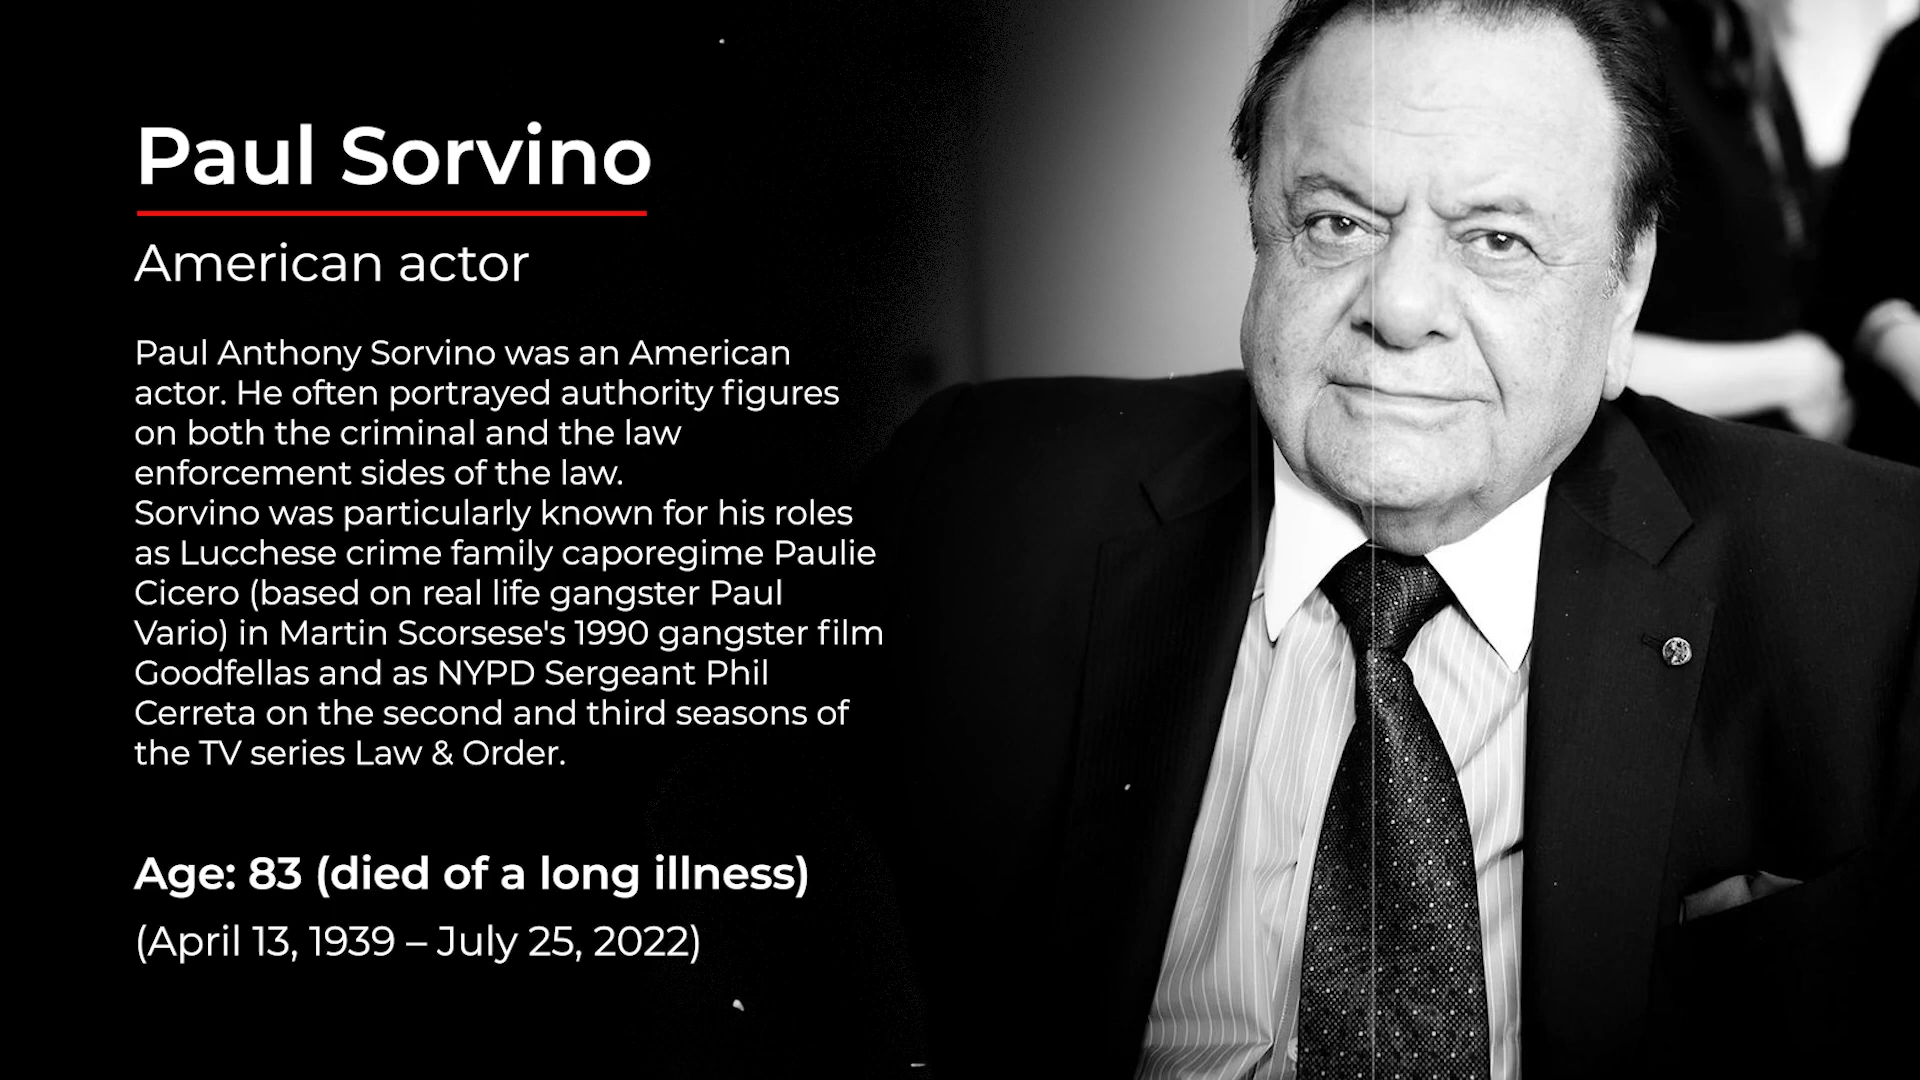 Paul Sorvino
American actor
Paul Anthony Sorvino was an American
actor. He often portrayed authority figures
on both the criminal and the law
enforcement sides of the law.
Sorvino was particularly known for his roles
as Lucchese crime family caporegime Paulie
Cicero (based on real life gangster Paul
Vario) in Martin Scorsese's 1990 gangster film
Goodfellas and as NYPD Sergeant Phil
Cerreta on the second and third seasons of
the TV series Law & Order.
Age: 83 (died of a long illness)
(April 13, 1939 – July 25, 2022)